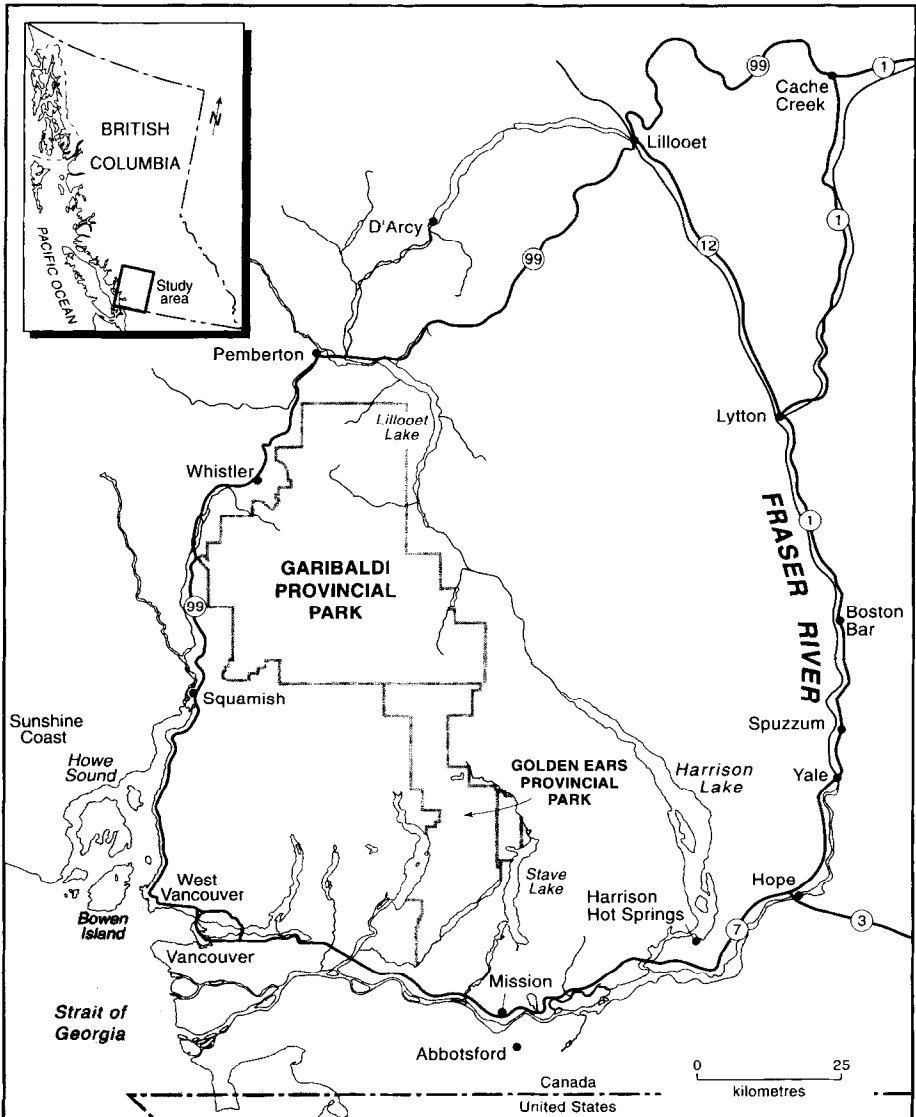 BRITISH
COLUMBIA
N
PACIFIC OCEAN
Study
area
99
1
Cache
Creek
Lillooet
D'Arcy
12
1
99
Pemberton
Lillooet
Lake
Lytton
Whistler
FRASER RIVER
1
GARIBALDI
PROVINCIAL
PARK
99
Boston
Bar
Squamish
Sunshine
Coast
Howe
Sound
Spuzzum
Yale
GOLDEN EARS
PROVINCIAL
PARK
Harrison
Lake
Stave
Lake
Hope
West
Vancouver
Harrison
Hot Springs
Bowen
Island
7
3
Vancouver
Mission
Strait of
Georgia
Abbotsford
0 25
kilometres
Canada
United States